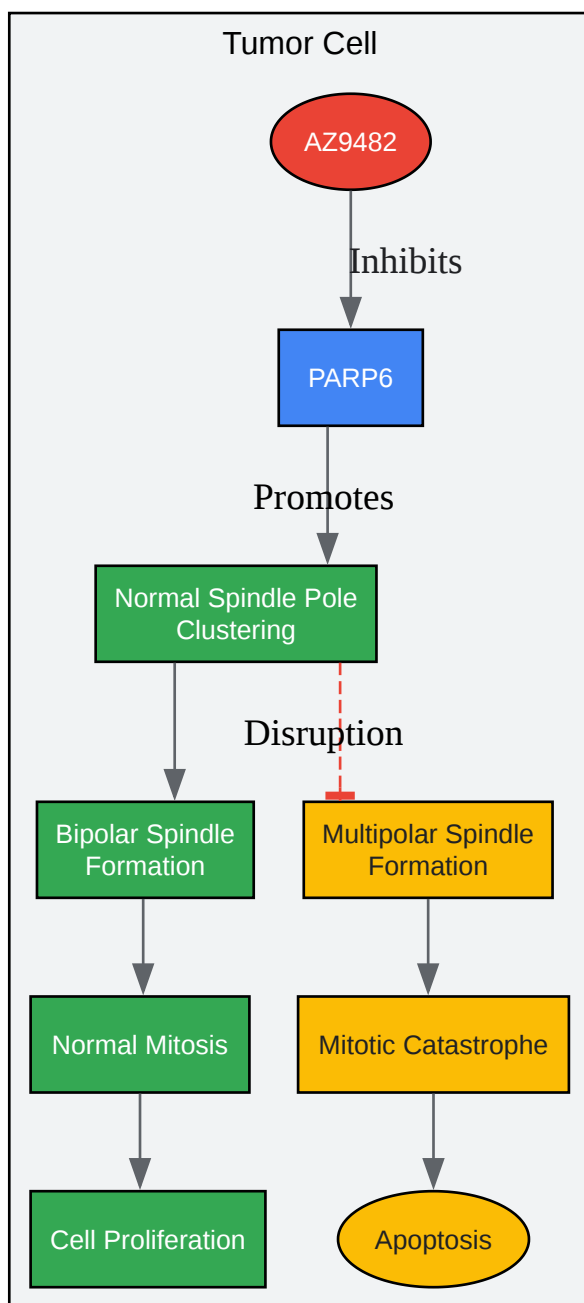 Tumor Cell
AZ9482
Inhibits
PARP6
Promotes
Normal Spindle Pole
Clustering
Disruption
Bipolar Spindle
Formation
Multipolar Spindle
Formation
Normal Mitosis
Mitotic Catastrophe
Cell Proliferation
Apoptosis